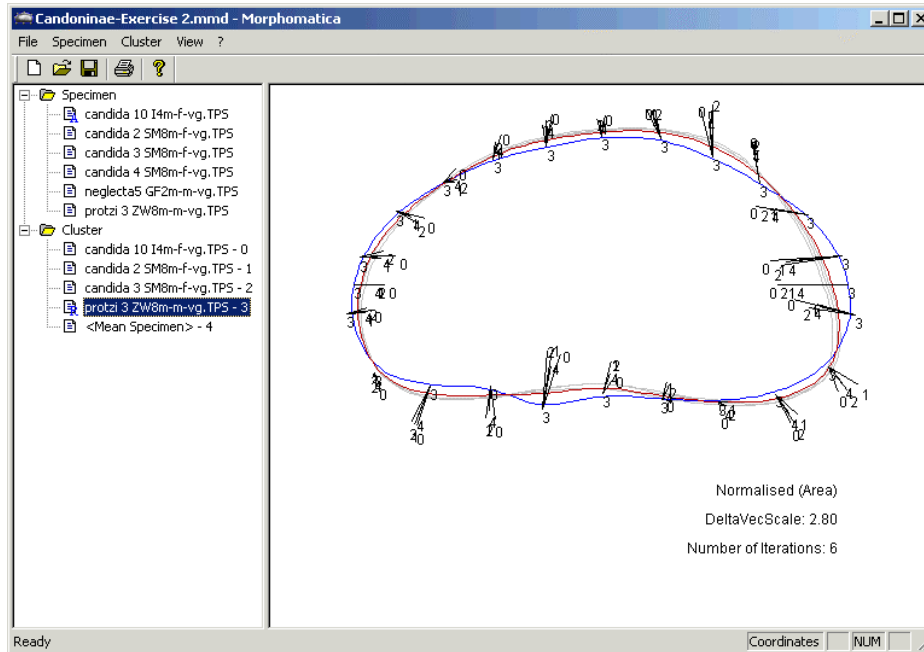 Candoninae-Exercise 2.mmd - Morphomatica
File Specimen Cluster View ?
Specimen
candida 10 I4m-f-vg.TPS
candida 2 SM8m-f-vg.TPS
candida 3 SM8m-f-vg.TPS
candida 4 SM8m-f-vg.TPS
neglecta5 GF2m-m-vg.TPS
protzi 3 ZW8m-m-vg.TPS
Cluster
candida 10 I4m-f-vg.TPS - 0
candida 2 SM8m-f-vg.TPS - 1
candida 3 SM8m-f-vg.TPS - 2
protzi 3 ZW8m-m-vg.TPS - 3
<Mean Specimen> - 4
Normalised (Area)
DeltaVecScale: 2.80
Number of Iterations: 6
Ready
Coordinates NUM